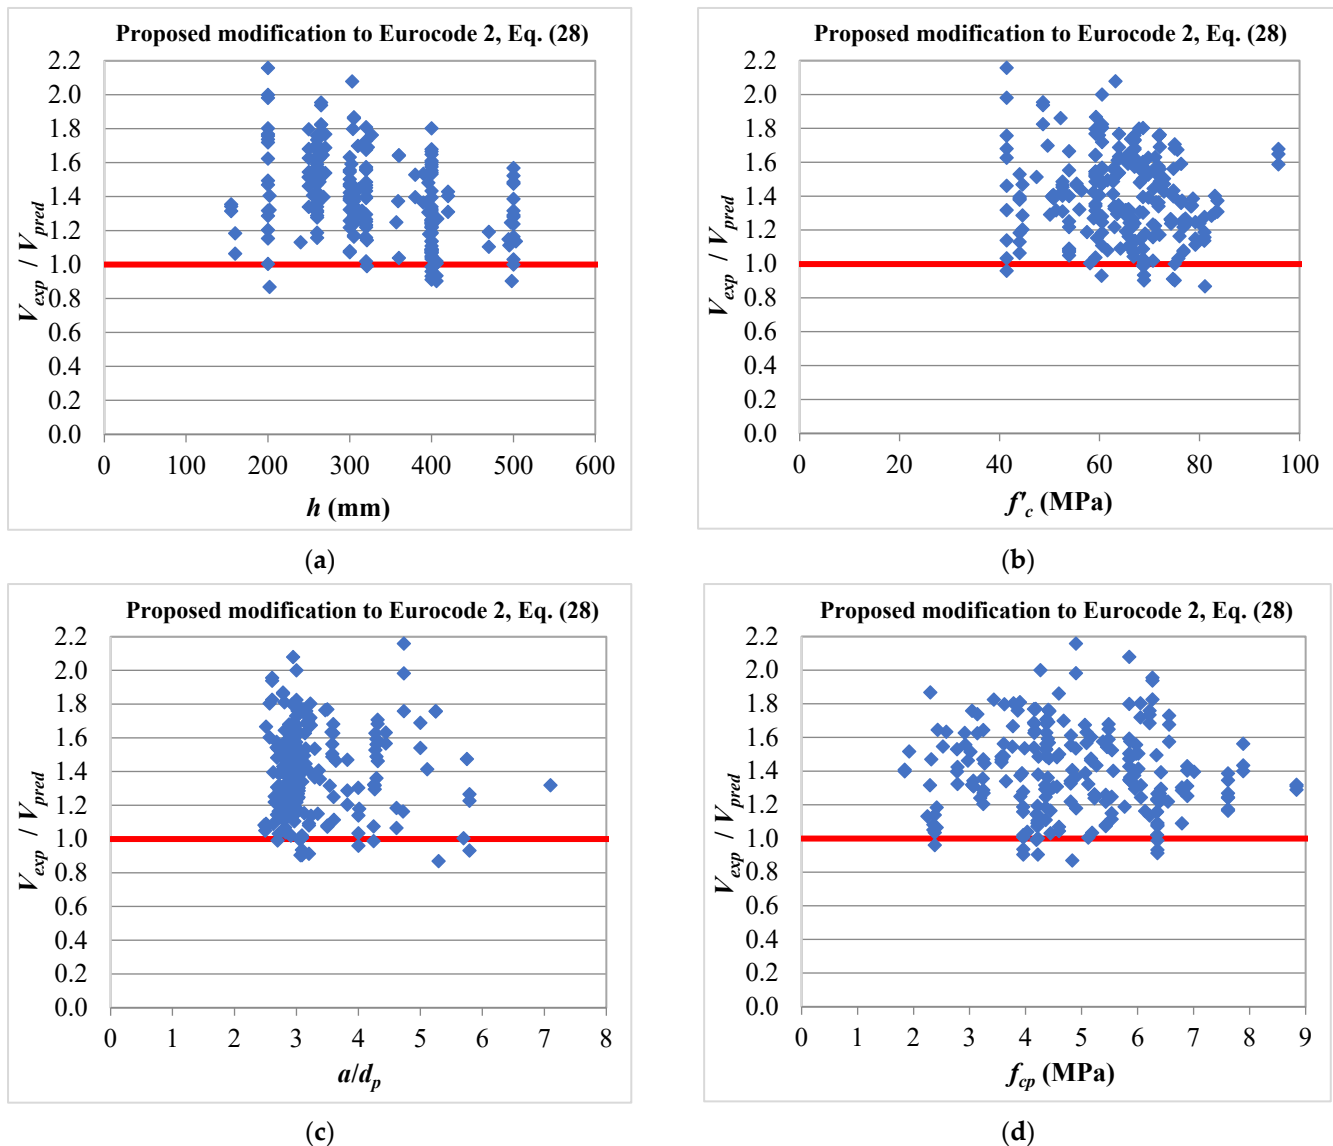 Proposed modification to Eurocode 2, Eq. (28)
V_exp / V_pred
2.2
2.0
1.8
1.6
1.4
1.2
1.0
0.8
0.6
0.4
0.2
0.0
0 100 200 300 400 500 600
h (mm)
(a)
Proposed modification to Eurocode 2, Eq. (28)
V_exp / V_pred
2.2
2.0
1.8
1.6
1.4
1.2
1.0
0.8
0.6
0.4
0.2
0.0
0 20 40 60 80 100
f'_c (MPa)
(b)
Proposed modification to Eurocode 2, Eq. (28)
V_exp / V_pred
2.2
2.0
1.8
1.6
1.4
1.2
1.0
0.8
0.6
0.4
0.2
0.0
0 1 2 3 4 5 6 7 8
a/d_p
(c)
Proposed modification to Eurocode 2, Eq. (28)
V_exp / V_pred
2.2
2.0
1.8
1.6
1.4
1.2
1.0
0.8
0.6
0.4
0.2
0.0
0 1 2 3 4 5 6 7 8 9
f_cp (MPa)
(d)